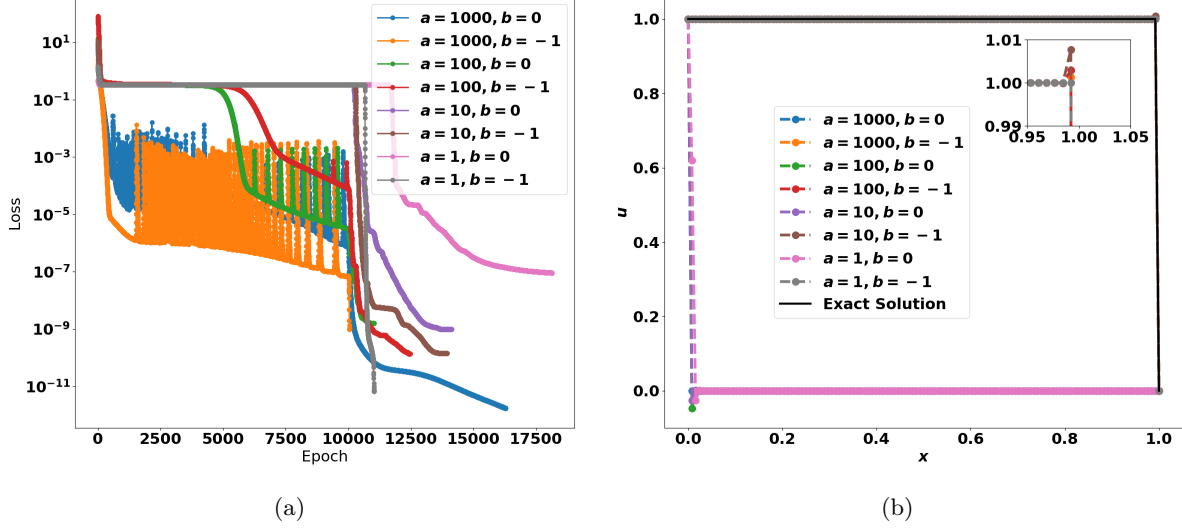 10¹
10⁻¹
10⁻³
10⁻⁵
10⁻⁷
10⁻⁹
10⁻¹¹
Loss
0 2500 5000 7500 10000 12500 15000 17500
Epoch
a = 1000, b = 0
a = 1000, b = −1
a = 100, b = 0
a = 100, b = −1
a = 10, b = 0
a = 10, b = −1
a = 1, b = 0
a = 1, b = −1
(a)
1.0
0.8
0.6
0.4
0.2
0.0
u
0.0 0.2 0.4 0.6 0.8 1.0
x
1.01
1.00
0.99
0.95 1.00 1.05
a = 1000, b = 0
a = 1000, b = −1
a = 100, b = 0
a = 100, b = −1
a = 10, b = 0
a = 10, b = −1
a = 1, b = 0
a = 1, b = −1
Exact Solution
(b)